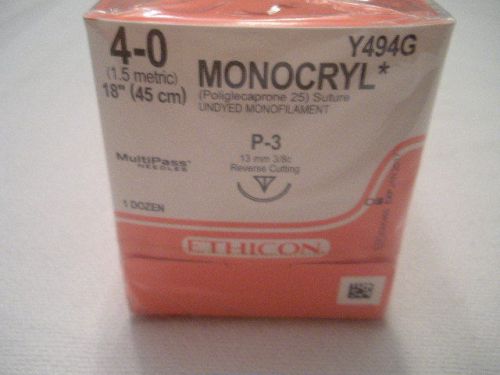 4-0
(1.5 metric)
18" (45 cm)
MONOCRYL*
Y494G
(Poliglecaprone 25) Suture
UNDYED MONOFILAMENT
P-3
13 mm 3/8c
Reverse Cutting
MultiPass*
NEEDLES
1 DOZEN
ETHICON